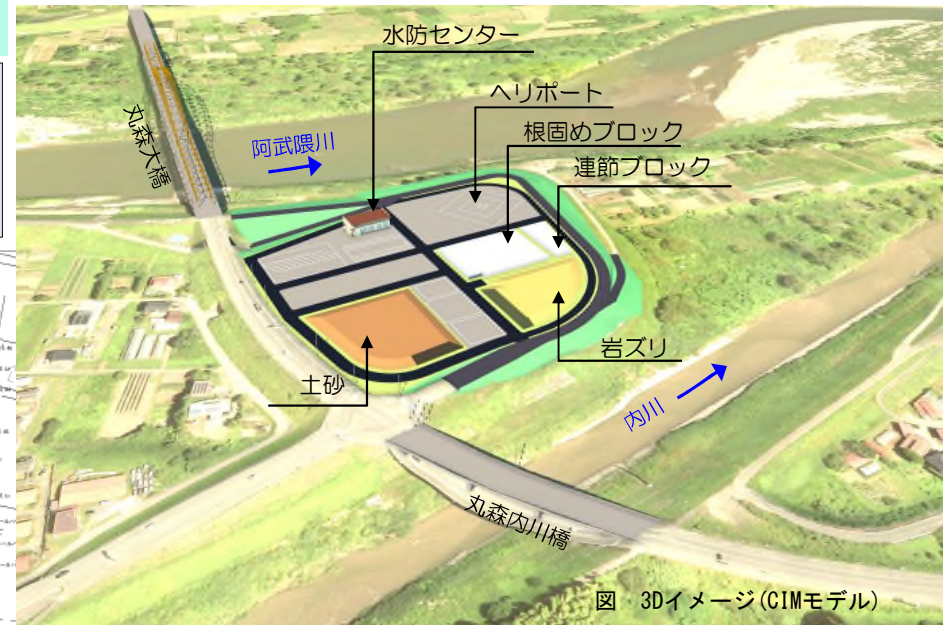 水防センター
ヘリポート
根固めブロック
連節ブロック
丸森大橋
阿武隈川
岩ズリ
土砂
内川
丸森内川橋
図 3Dイメージ(CIMモデル)